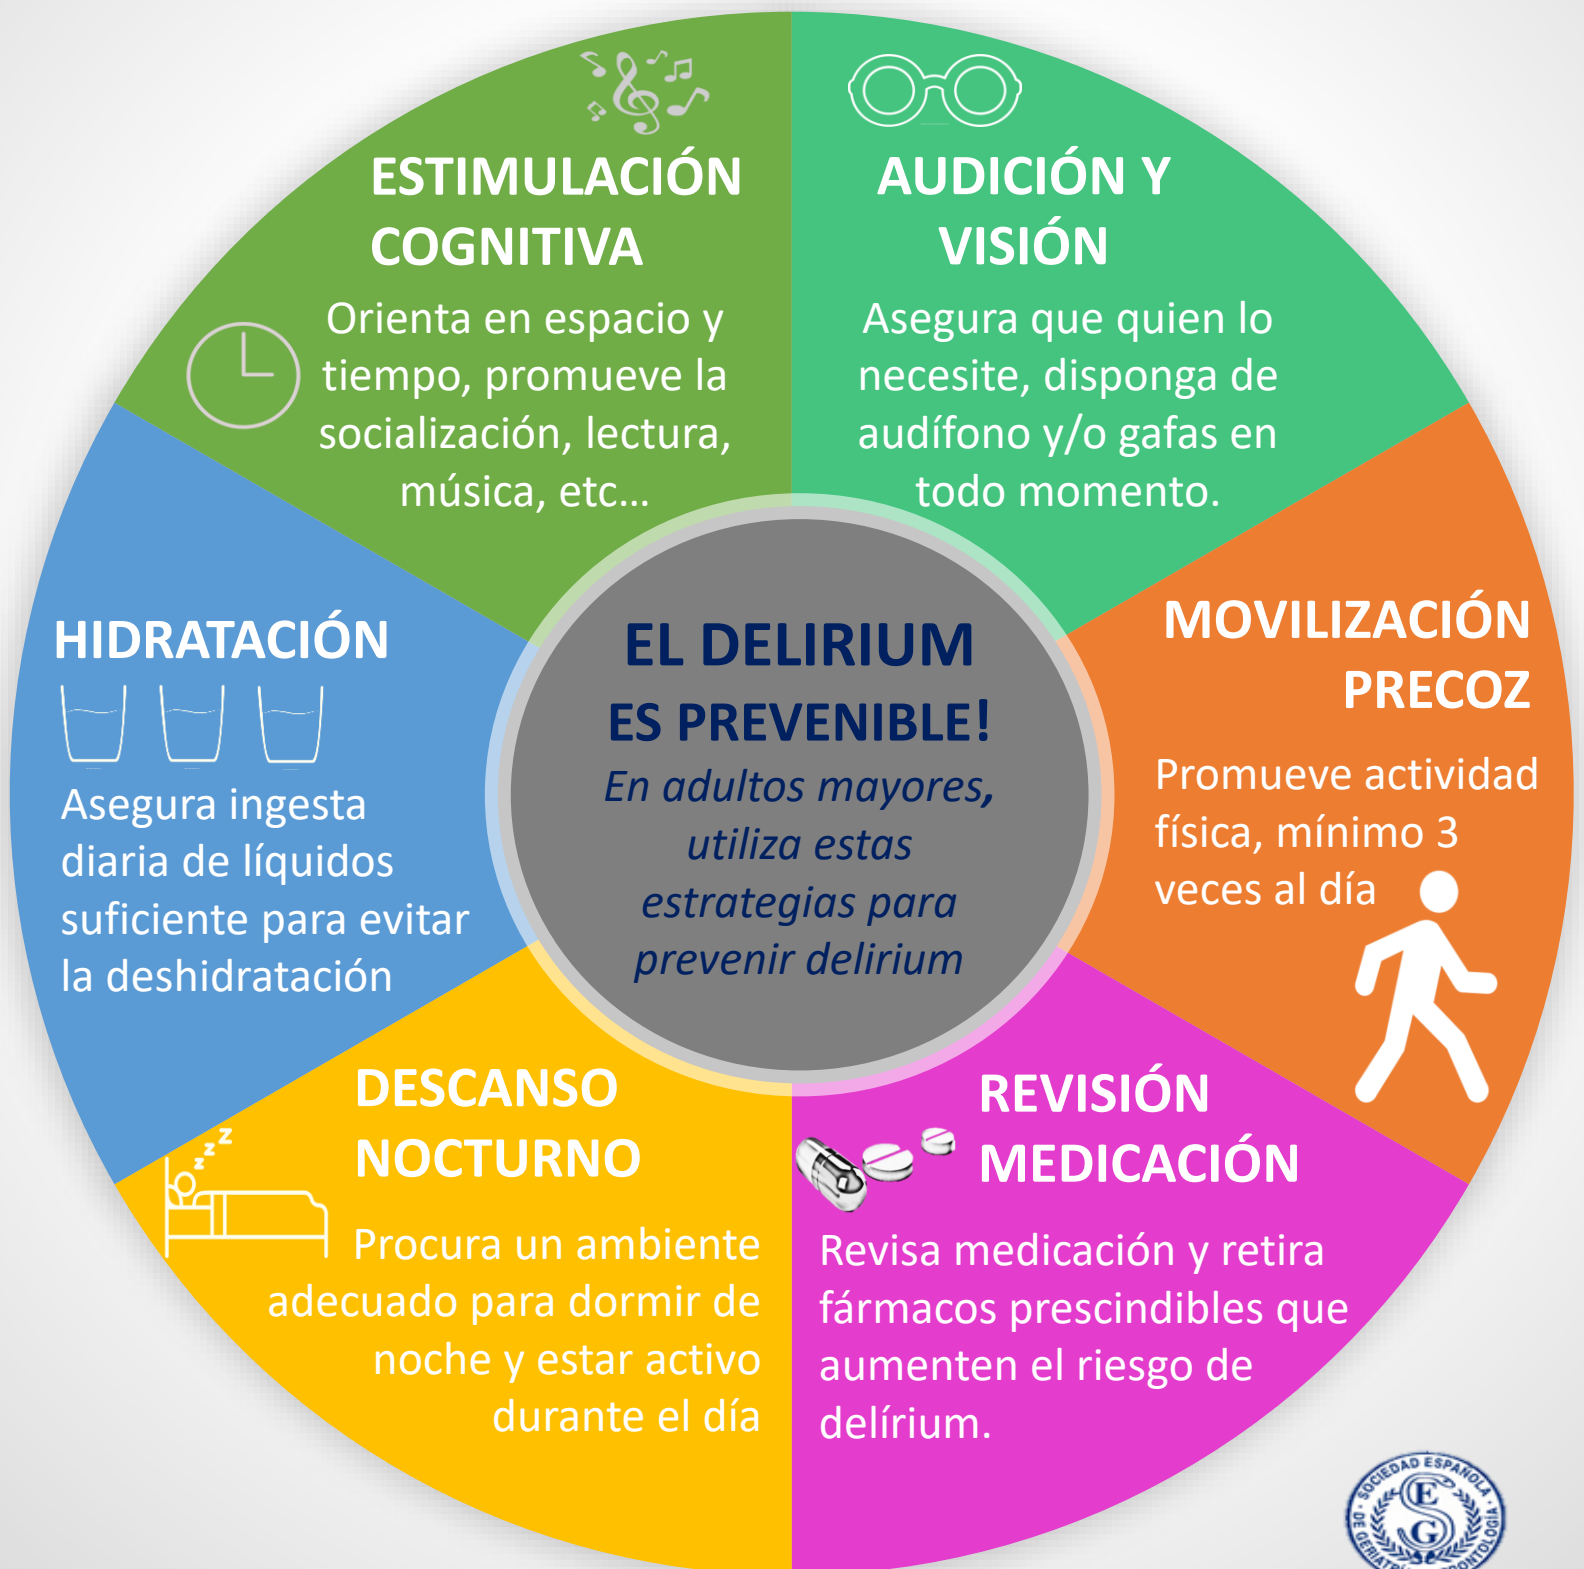 ESTIMULACIÓN
COGNITIVA
Orienta en espacio y
tiempo, promueve la
socialización, lectura,
música, etc...
AUDICIÓN Y
VISIÓN
Asegura que quien lo
necesite, disponga de
audífono y/o gafas en
todo momento.
HIDRATACIÓN
Asegura ingesta
diaria de líquidos
suficiente para evitar
la deshidratación
EL DELIRIUM
ES PREVENIBLE!
En adultos mayores,
utiliza estas
estrategias para
prevenir delirium
MOVILIZACIÓN
PRECOZ
Promueve actividad
física, mínimo 3
veces al día
DESCANSO
NOCTURNO
z z z z
Procura un ambiente
adecuado para dormir de
noche y estar activo
durante el día
REVISIÓN
MEDICACIÓN
Revisa medicación y retira
fármacos prescindibles que
aumenten el riesgo de
delírium.
SOCIEDAD ESPAÑOLA
S E G